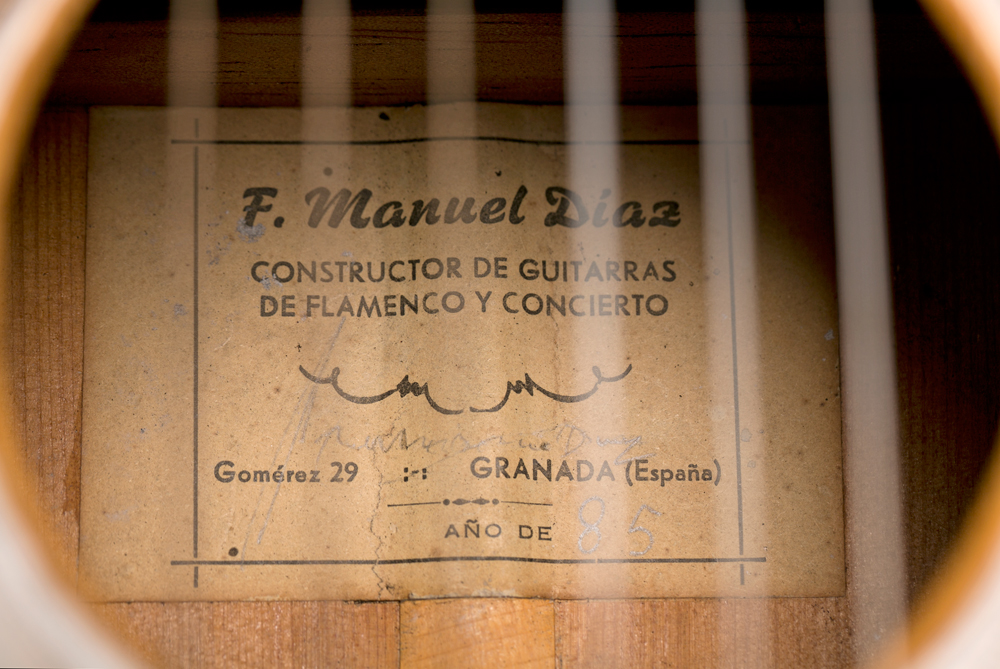 F. Manuel Díaz
CONSTRUCTOR DE GUITARRAS
DE FLAMENCO Y CONCIERTO
Gomérez 29 :-: GRANADA (España)
AÑO DE 85